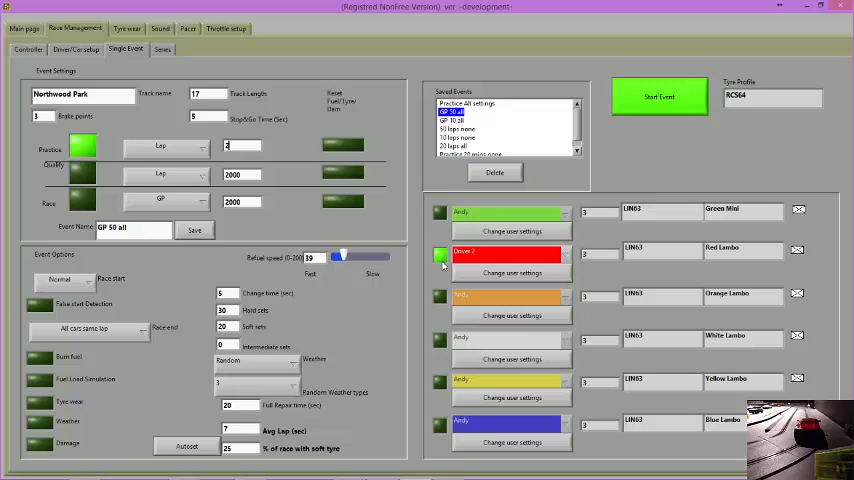 (Registred NonFree Version) ver -development-
Main page
Race Management
Tyre wear
Sound
Pacer
Throttle setup
Controller
Driver/Car setup
Single Event
Series
Event Settings
Northwood Park
Track name
17
Track Length
Reset
Fuel/Tyre/
Dam
3
Brake points
5
Stop&Go Time (Sec)
Practice
Lap
2
Qualify
Lap
2000
Race
GP
2000
Event Name
GP 50 all
Save
Event Options
Refuel speed (0-200)
39
Fast
Slow
Normal
Race start
False start Detection
All cars same lap
Race end
Burn fuel
Fuel Load Simulation
Tyre wear
Weather
Damage
5
Change time (sec)
30
Hard sets
20
Soft sets
0
Intermediate sets
Random
Weather
3
Random Weather types
20
Full Repair time (sec)
7
Avg Lap (sec)
Autoset
25
% of race with soft tyre
Saved Events
Practice All settings
GP 50 all
GP 10 all
50 laps none
10 laps none
20 laps all
Practice 20 mins none
Delete
Start Event
Tyre Profile
RCS64
Andy
3
LIN63
Green Mini
Change user settings
Driver 2
3
LIN63
Red Lambo
Change user settings
Andy
3
LIN63
Orange Lambo
Change user settings
Andy
3
LIN63
White Lambo
Change user settings
Andy
3
LIN63
Yellow Lambo
Change user settings
Andy
3
LIN63
Blue Lambo
Change user settings